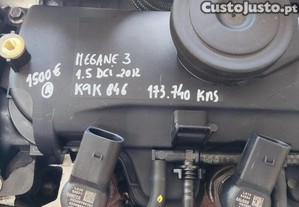 CustoJusto.pt
MEGANE 3
1.5 DCI .2012
K9K 846 173.740 KMS
1500€